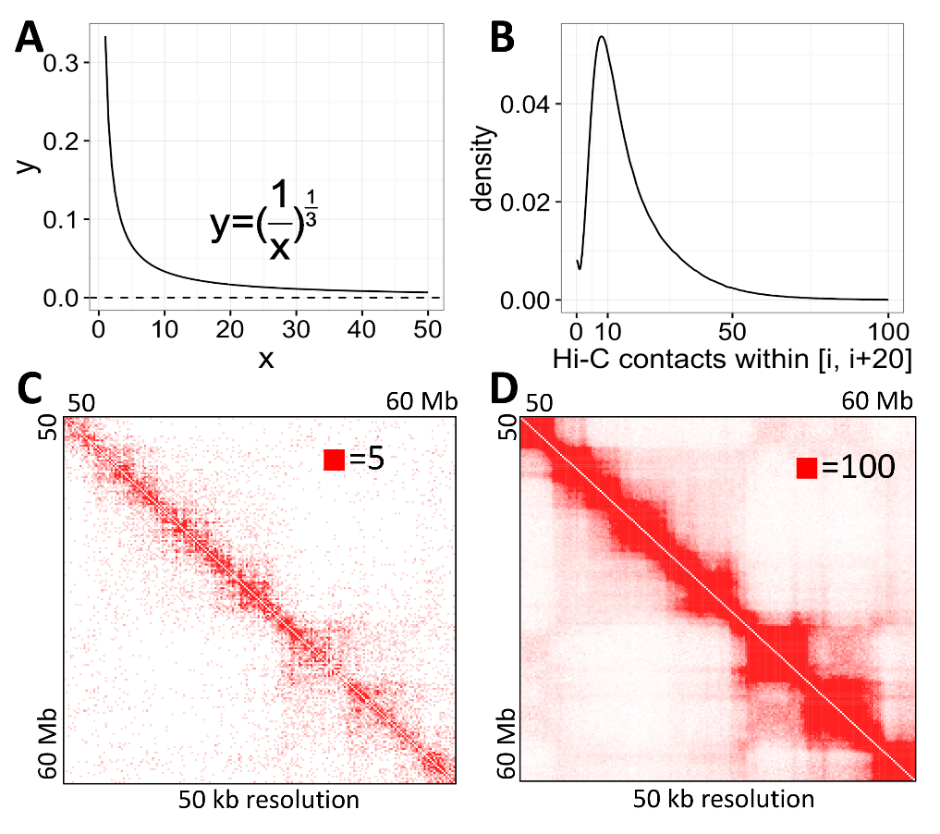 A
B
0.3
0.2
0.1
0.0
y
y=(1/x)^1/3
0 10 20 30 40 50
x
0.04
0.02
0.00
density
0 10 50 100
Hi-C contacts within [i, i+20]
C
50 60 Mb
50
60 Mb
=5
50 kb resolution
D
50 60 Mb
50
60 Mb
=100
50 kb resolution